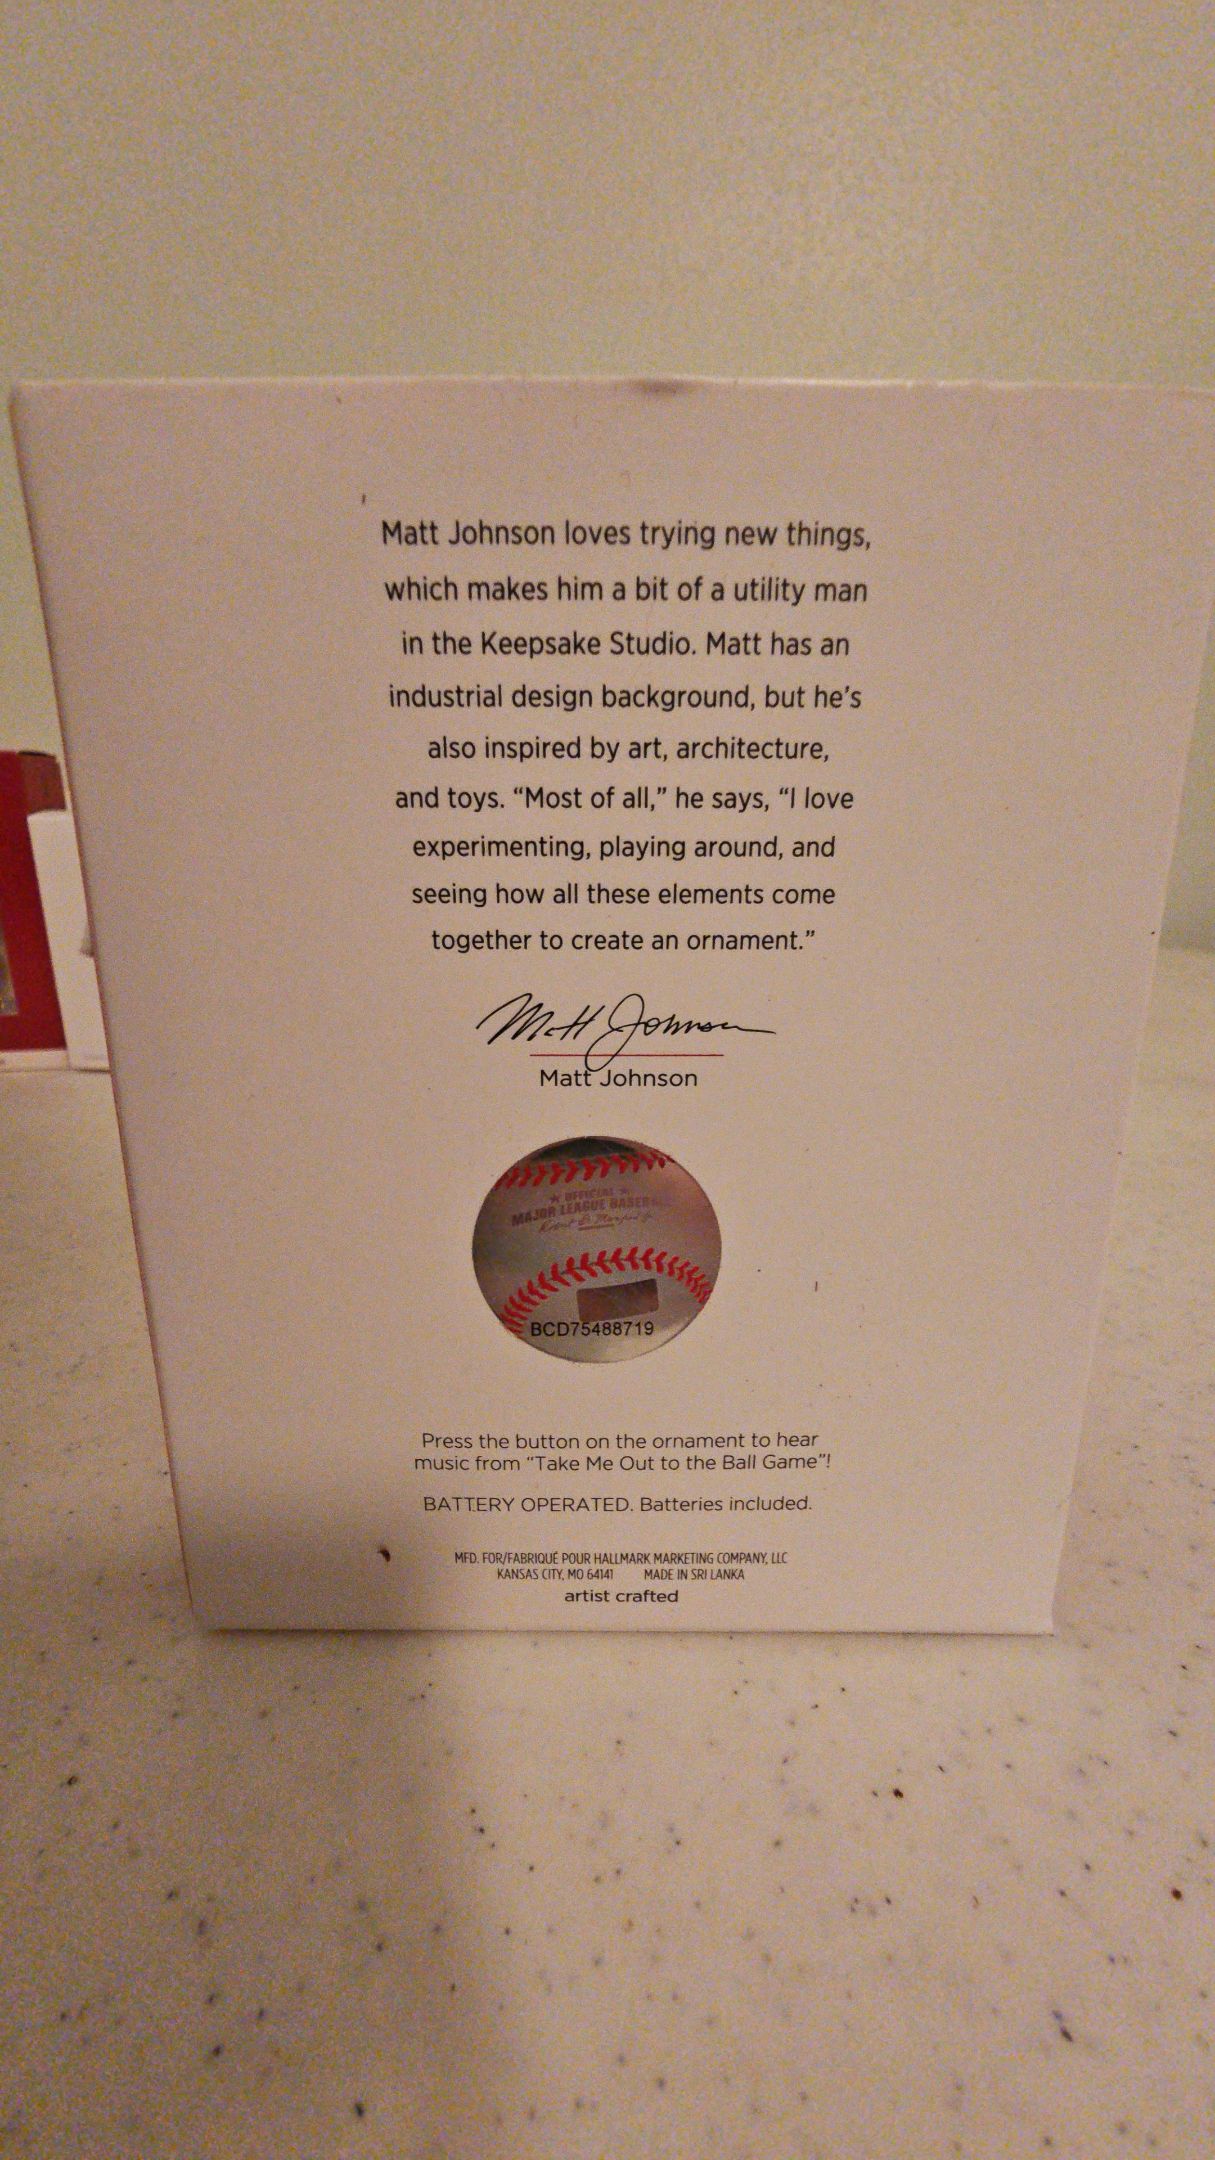 Matt Johnson loves trying new things,
which makes him a bit of a utility man
in the Keepsake Studio. Matt has an
industrial design background, but he's
also inspired by art, architecture,
and toys. “Most of all,” he says, “I love
experimenting, playing around, and
seeing how all these elements come
together to create an ornament.”
Matt Johnson
Matt Johnson
OFFICIAL
MAJOR LEAGUE BASEBALL
BCD75488719
Press the button on the ornament to hear
music from “Take Me Out to the Ball Game”!
BATTERY OPERATED. Batteries included.
MFD. FOR/FABRIQUÉ POUR HALLMARK MARKETING COMPANY, LLC
KANSAS CITY, MO 64141 MADE IN SRI LANKA
artist crafted